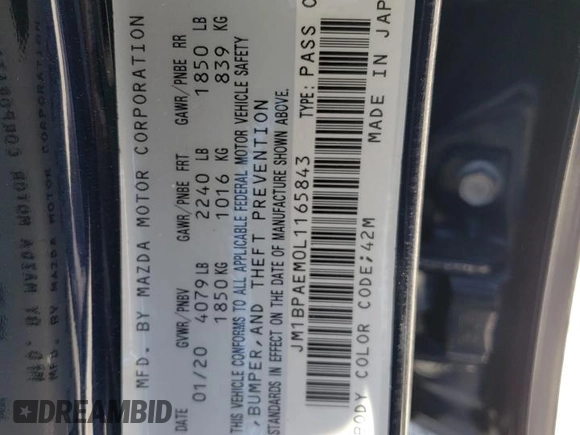 MFD. BY MAZDA MOTOR CORPORATION
GVWR/PNBV GAWR/PNBE FRT GAWR/PNBE RR
DATE 01/20 4079 LB 2240 LB 1850 LB
1850KG 1016 KG 839 KG
THIS VEHICLE CONFORMS TO ALL APPLICABLE FEDERAL MOTOR VEHICLE SAFETY
,BUMPER,AND THEFT PREVENTION
STANDARDS IN EFFECT ON THE DATE OF MANUFACTURE SHOWN ABOVE.
JM1BPAEM0L1165843 TYPE: PASS C
BODY COLOR CODE;42M MADE IN JAP
DREAMBID